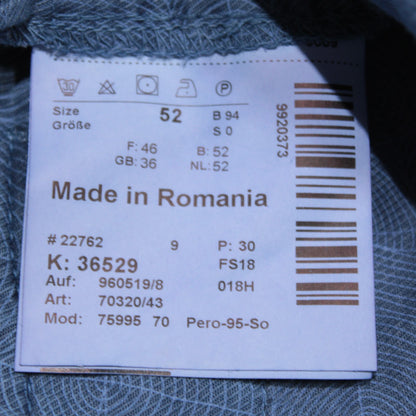 30 P
Size 52 B 94
Größe S 0
F: 46 B: 52
GB: 36 NL: 52
Made in Romania
# 22762 9 P: 30
K: 36529 FS18
Auf: 960519/8 018H
Art: 70320/43
Mod: 75995 70 Pero-95-So
9920373